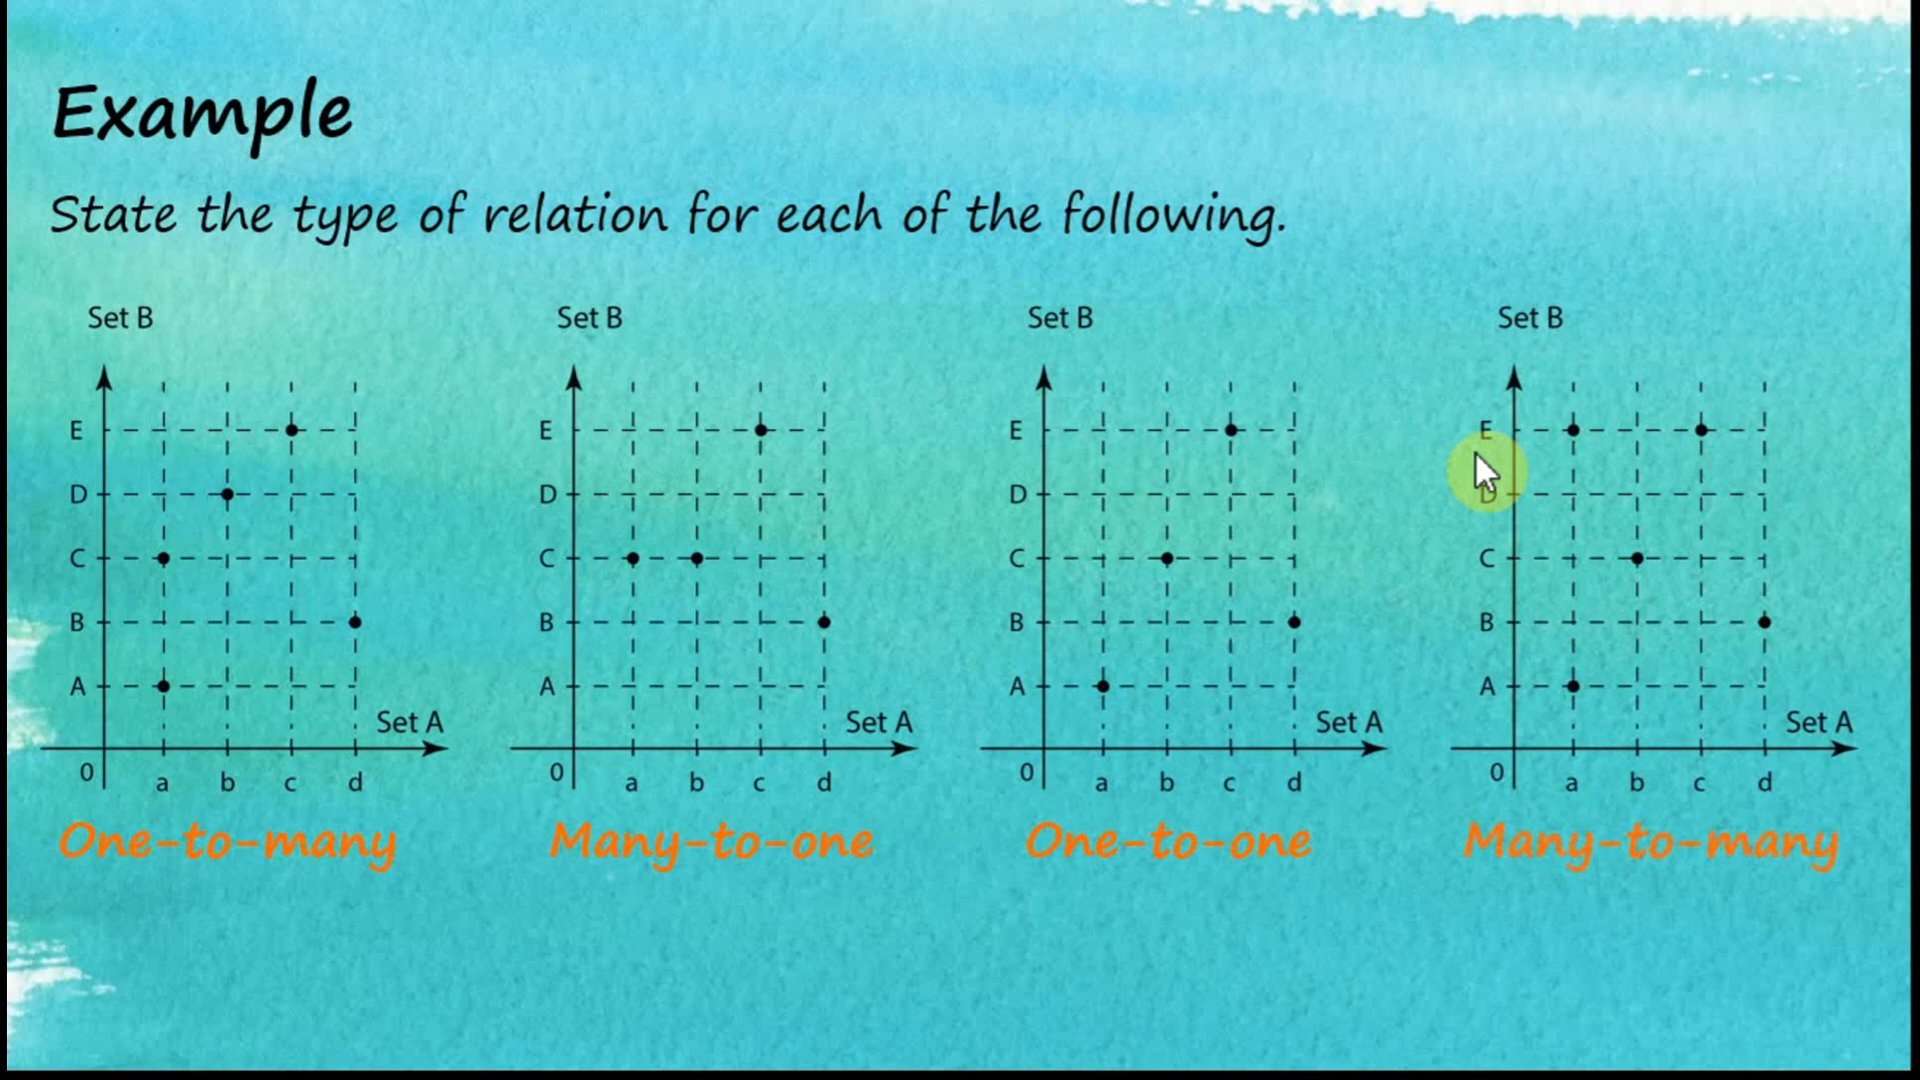 Example
State the type of relation for each of the following.
Set B
E
D
C
B
A
Set A
0
a b c d
One-to-many
Set B
E
D
C
B
A
Set A
0
a b c d
Many-to-one
Set B
E
D
C
B
A
Set A
0
a b c d
One-to-one
Set B
E
D
C
B
A
Set A
0
a b c d
Many-to-many